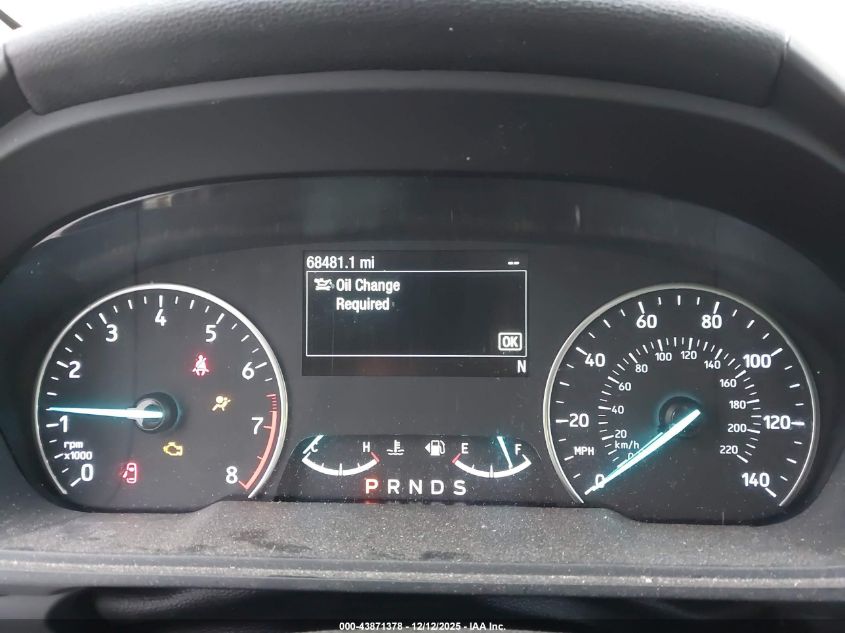 68481.1 mi --
Oil Change
Required
OK
N
0 1 2 3 4 5 6 7 8
rpm
x1000
C H
E F
P R N D S
0 20 40 60 80 100 120 140
MPH
0 20 40 60 80 100 120 140 160 180 200 220
km/h
000-43871378 - 12/12/2025 - IAA Inc.